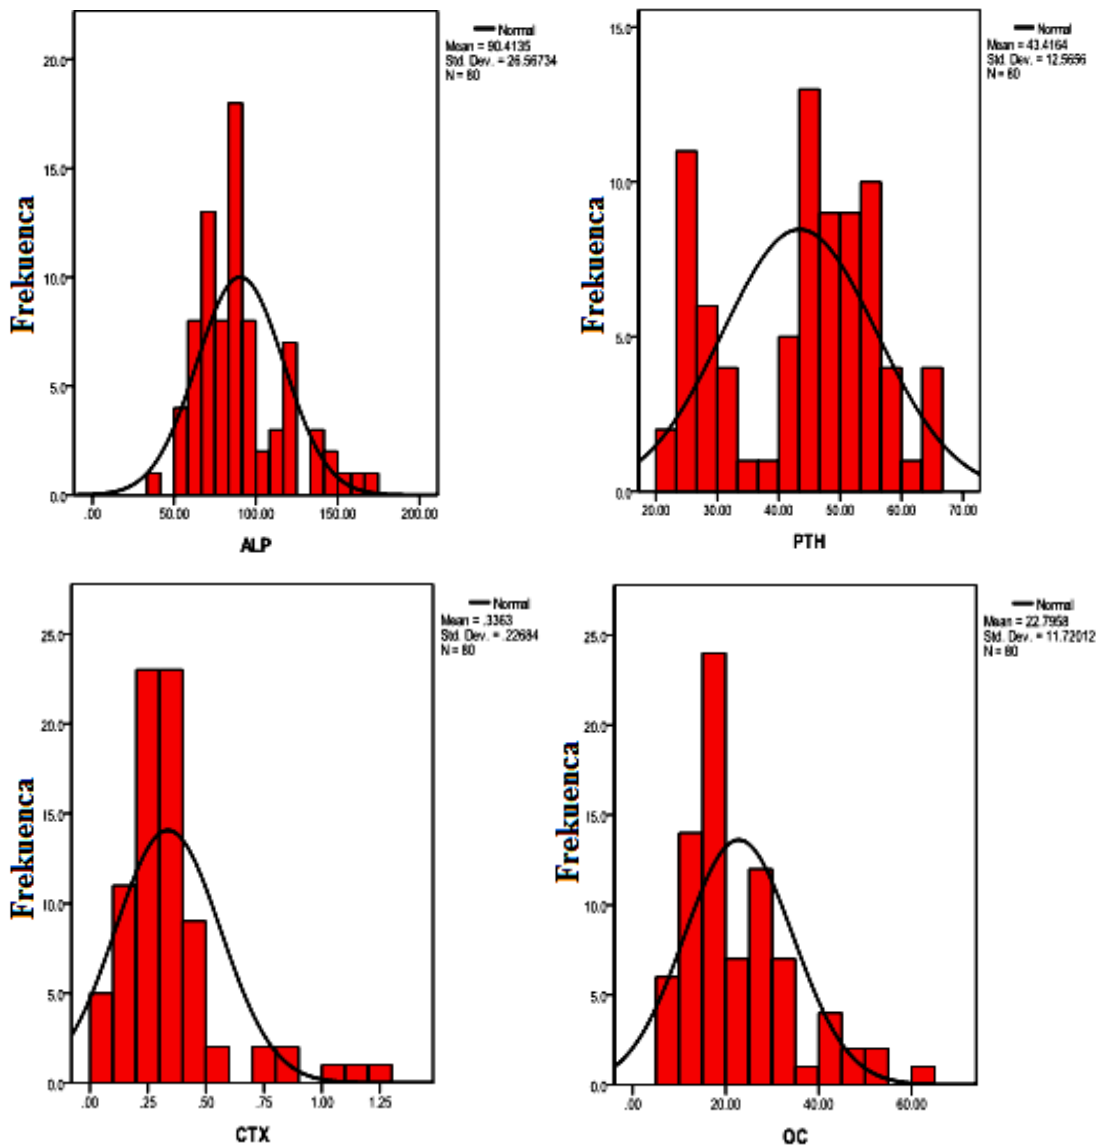 Normal
Mean = 90.4135
Std. Dev. = 26.56734
N = 80
20.0
15.0
10.0
5.0
0.0
Frekuenca
.00 50.00 100.00 150.00 200.00
ALP
Normal
Mean = 43.4164
Std. Dev. = 12.5656
N = 80
15.0
10.0
5.0
0.0
Frekuenca
20.00 30.00 40.00 50.00 60.00 70.00
PTH
Normal
Mean = .3363
Std. Dev. = .22684
N = 80
25.0
20.0
15.0
10.0
5.0
0.0
Frekuenca
.00 .25 .50 .75 1.00 1.25
CTX
Normal
Mean = 22.7958
Std. Dev. = 11.72012
N = 80
25.0
20.0
15.0
10.0
5.0
0.0
Frekuenca
.00 20.00 40.00 60.00
OC